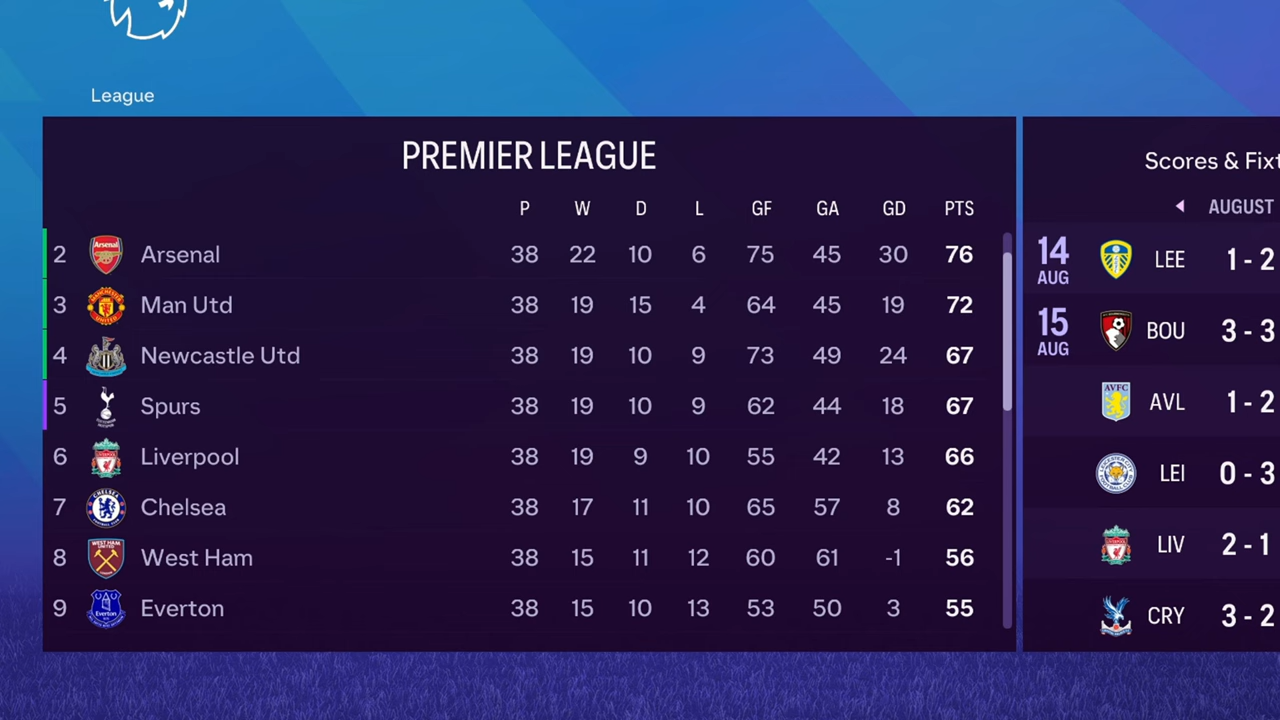 League
PREMIER LEAGUE
P W D L GF GA GD PTS
2 Arsenal 38 22 10 6 75 45 30 76
3 Man Utd 38 19 15 4 64 45 19 72
4 Newcastle Utd 38 19 10 9 73 49 24 67
5 Spurs 38 19 10 9 62 44 18 67
6 Liverpool 38 19 9 10 55 42 13 66
7 Chelsea 38 17 11 10 65 57 8 62
8 West Ham 38 15 11 12 60 61 -1 56
9 Everton 38 15 10 13 53 50 3 55
Scores & Fixt
AUGUST
14 AUG LEE 1 - 2
15 AUG BOU 3 - 3
AVL 1 - 2
LEI 0 - 3
LIV 2 - 1
CRY 3 - 2